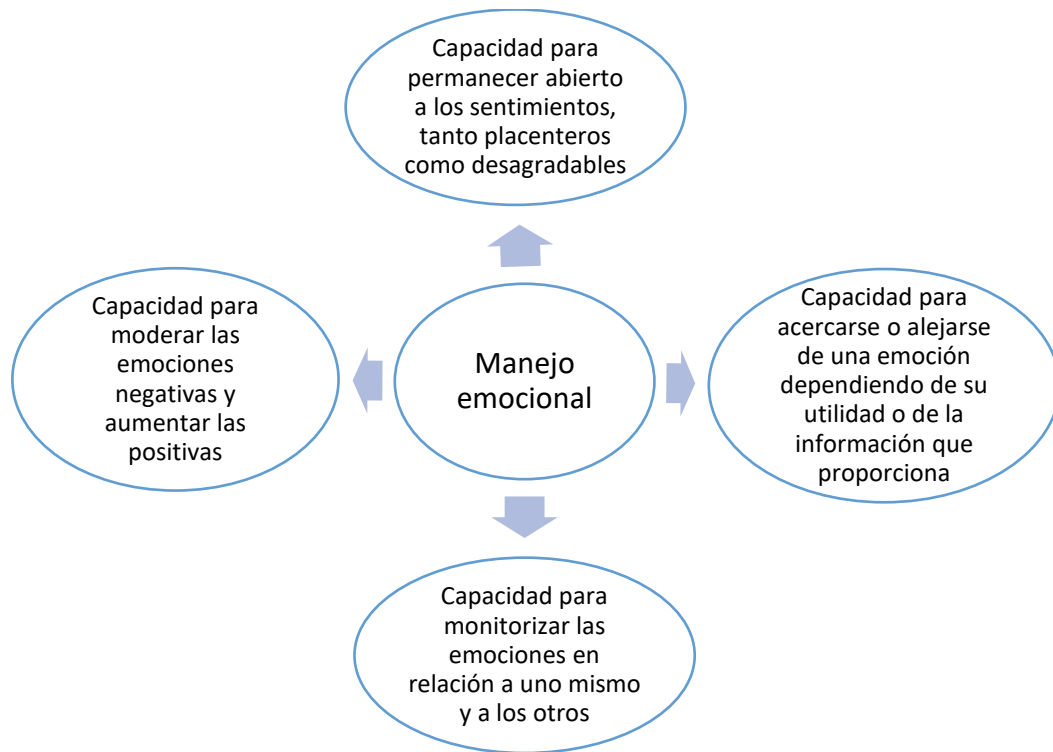 Capacidad para
permanecer abierto
a los sentimientos,
tanto placenteros
como desagradables
Capacidad para
moderar las
emociones
negativas y
aumentar las
positivas
Manejo
emocional
Capacidad para
acercarse o alejarse
de una emoción
dependiendo de su
utilidad o de la
información que
proporciona
Capacidad para
monitorizar las
emociones en
relación a uno mismo
y a los otros